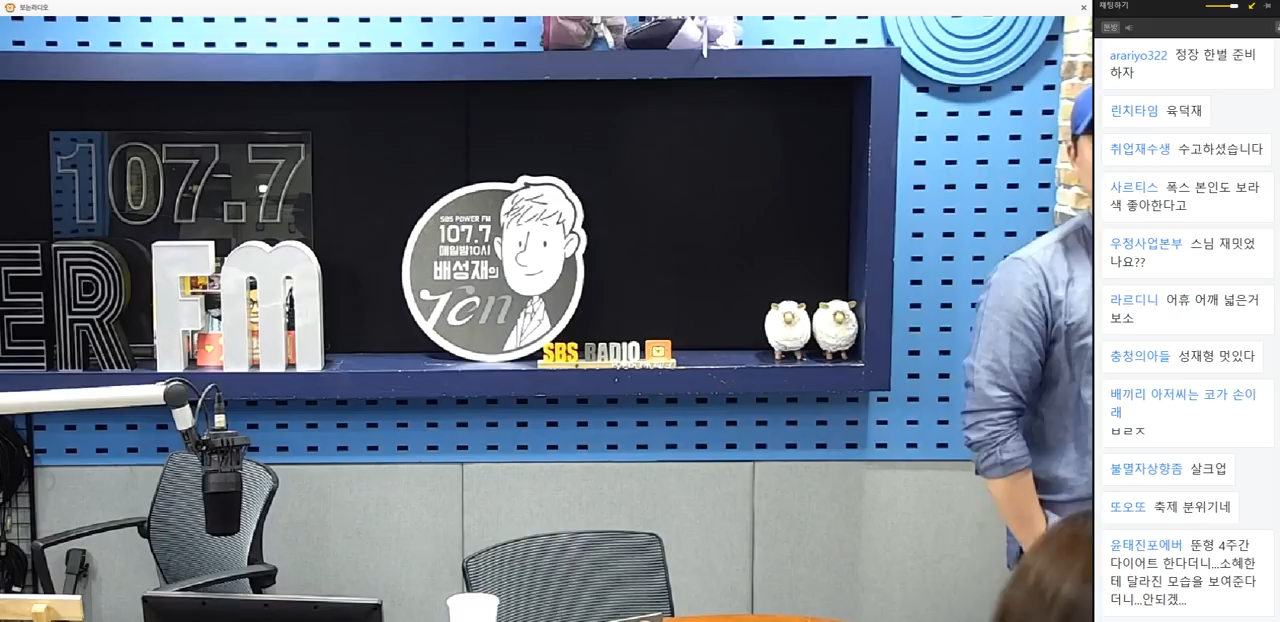 보는라디오
107.7
ER FM
SBS POWER FM
107.7
매일밤10시
배성재의
Ten
SBS RADIO
채팅하기
본방
arariyo322 정장 한벌 준비
하자
린치타임 육덕재
취업재수생 수고하셨습니다
사르티스 폭스 본인도 보라
색 좋아한다고
우정사업본부 스님 재밋었
나요??
라르디니 어휴 어깨 넓은거
보소
충청의아들 성재형 멋있다
배끼리 아저씨는 코가 손이
래
ㅂㄹㅈ
불멸자상향좀 살크업
또오또 축제 분위기네
윤태진포에버 뚠형 4주간
다이어트 한다더니...소혜한
테 달라진 모습을 보여준다
더니...안되겠...